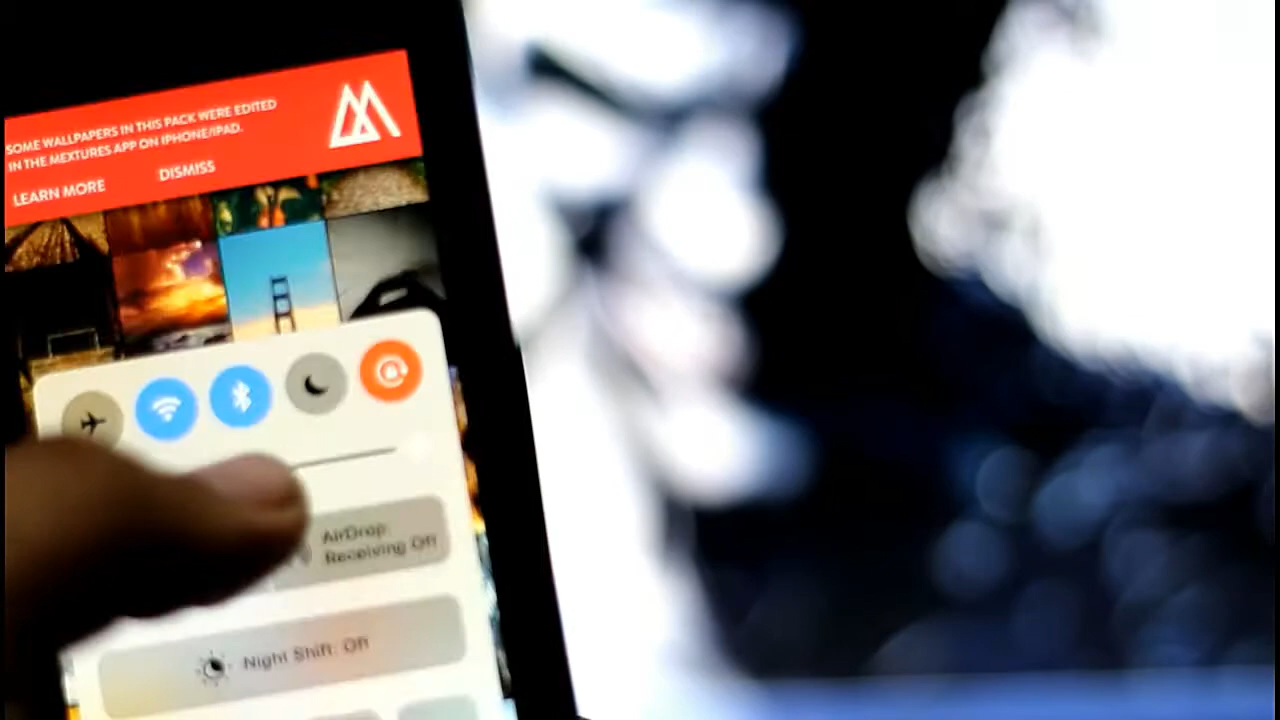 SOME WALLPAPERS IN THIS PACK WERE EDITED
IN THE MEXTURES APP ON IPHONE/IPAD.
LEARN MORE
DISMISS
AirDrop:
Receiving Off
Night Shift: Off